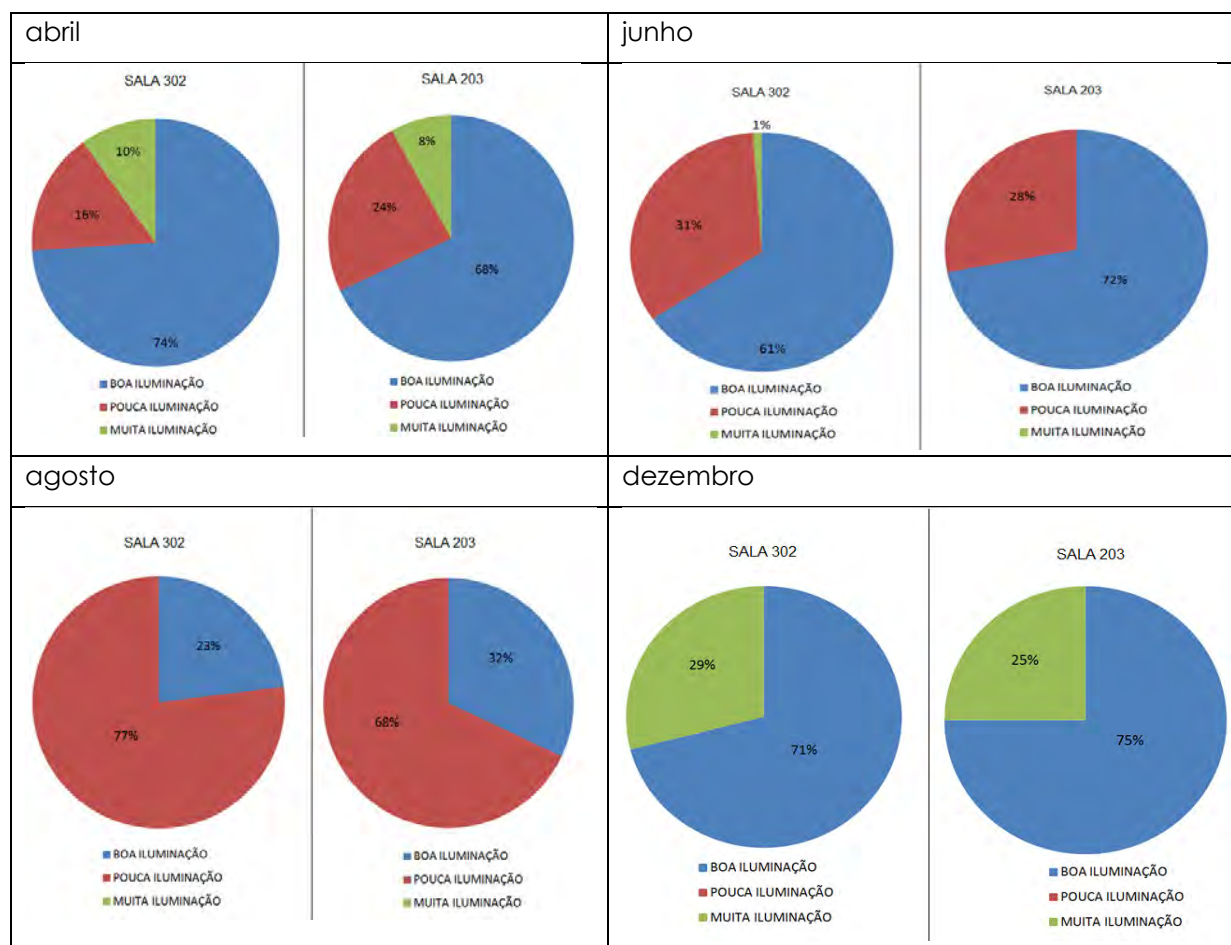 abril
junho
SALA 302
10%
16%
74%
BOA ILUMINAÇÃO
POUCA ILUMINAÇÃO
MUITA ILUMINAÇÃO
SALA 203
8%
24%
68%
BOA ILUMINAÇÃO
POUCA ILUMINAÇÃO
MUITA ILUMINAÇÃO
SALA 302
1%
31%
61%
BOA ILUMINAÇÃO
POUCA ILUMINAÇÃO
MUITA ILUMINAÇÃO
SALA 203
28%
72%
BOA ILUMINAÇÃO
POUCA ILUMINAÇÃO
MUITA ILUMINAÇÃO
agosto
dezembro
SALA 302
23%
77%
BOA ILUMINAÇÃO
POUCA ILUMINAÇÃO
MUITA ILUMINAÇÃO
SALA 203
32%
68%
BOA ILUMINAÇÃO
POUCA ILUMINAÇÃO
MUITA ILUMINAÇÃO
SALA 302
29%
71%
BOA ILUMINAÇÃO
POUCA ILUMINAÇÃO
MUITA ILUMINAÇÃO
SALA 203
25%
75%
BOA ILUMINAÇÃO
POUCA ILUMINAÇÃO
MUITA ILUMINAÇÃO